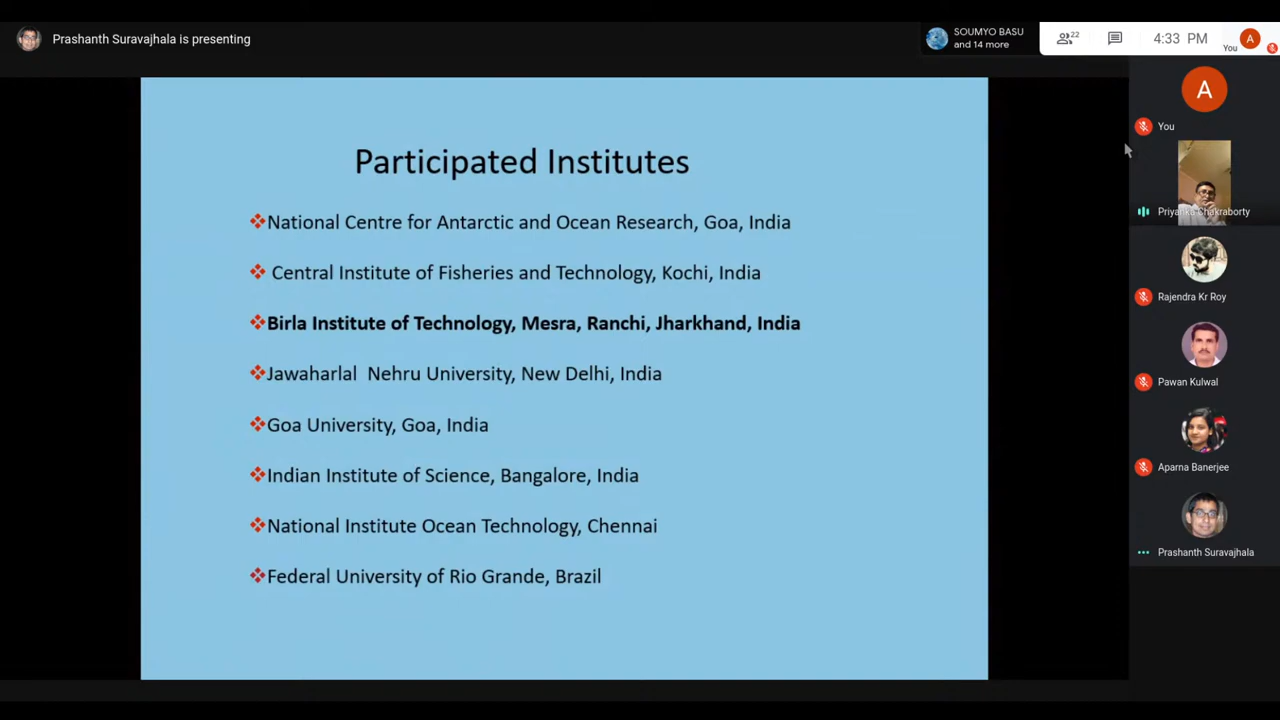 Prashanth Suravajhala is presenting
SOUMYO BASU
and 14 more
22
4:33 PM
You
A
A
You
Participated Institutes
National Centre for Antarctic and Ocean Research, Goa, India
Central Institute of Fisheries and Technology, Kochi, India
Birla Institute of Technology, Mesra, Ranchi, Jharkhand, India
Jawaharlal Nehru University, New Delhi, India
Goa University, Goa, India
Indian Institute of Science, Bangalore, India
National Institute Ocean Technology, Chennai
Federal University of Rio Grande, Brazil
Priyanka Chakraborty
Rajendra Kr Roy
Pawan Kulwal
Aparna Banerjee
Prashanth Suravajhala